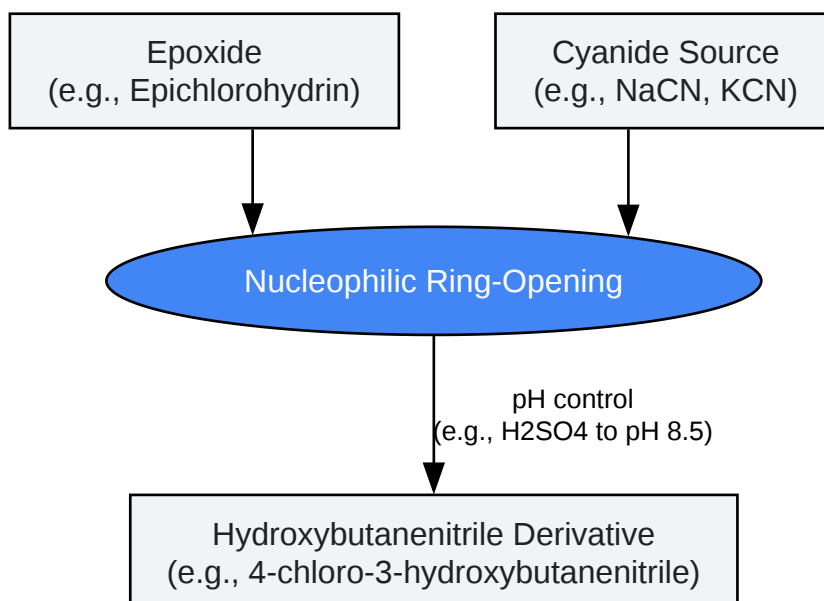 Epoxide
(e.g., Epichlorohydrin)
Cyanide Source
(e.g., NaCN, KCN)
Nucleophilic Ring-Opening
pH control
(e.g., H2SO4 to pH 8.5)
Hydroxybutanenitrile Derivative
(e.g., 4-chloro-3-hydroxybutanenitrile)